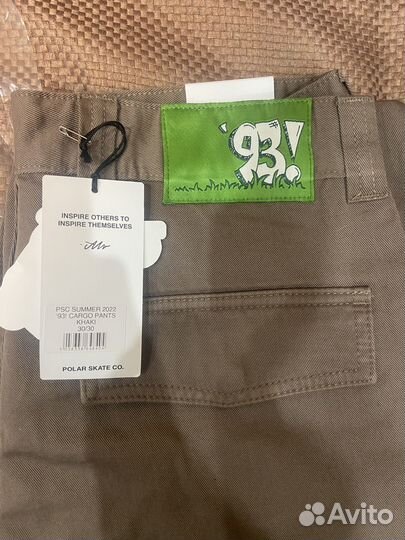 '93!
INSPIRE OTHERS TO
INSPIRE THEMSELVES
PSC SUMMER 2022
'93! CARGO PANTS
KHAKI
30/30
POLAR SKATE CO.
Avito